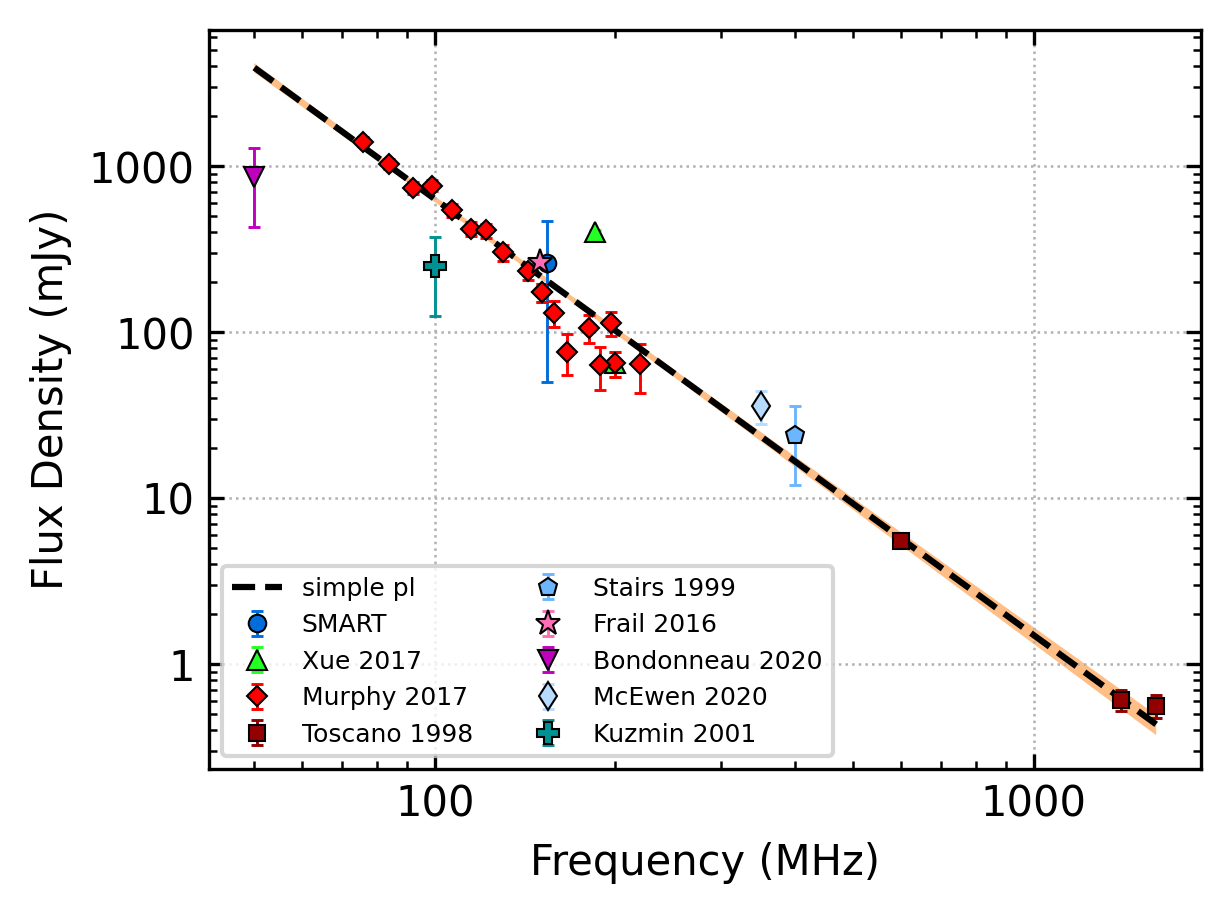 1000
100
10
1
Flux Density (mJy)
simple pl
SMART
Xue 2017
Murphy 2017
Toscano 1998
Stairs 1999
Frail 2016
Bondonneau 2020
McEwen 2020
Kuzmin 2001
100
1000
Frequency (MHz)